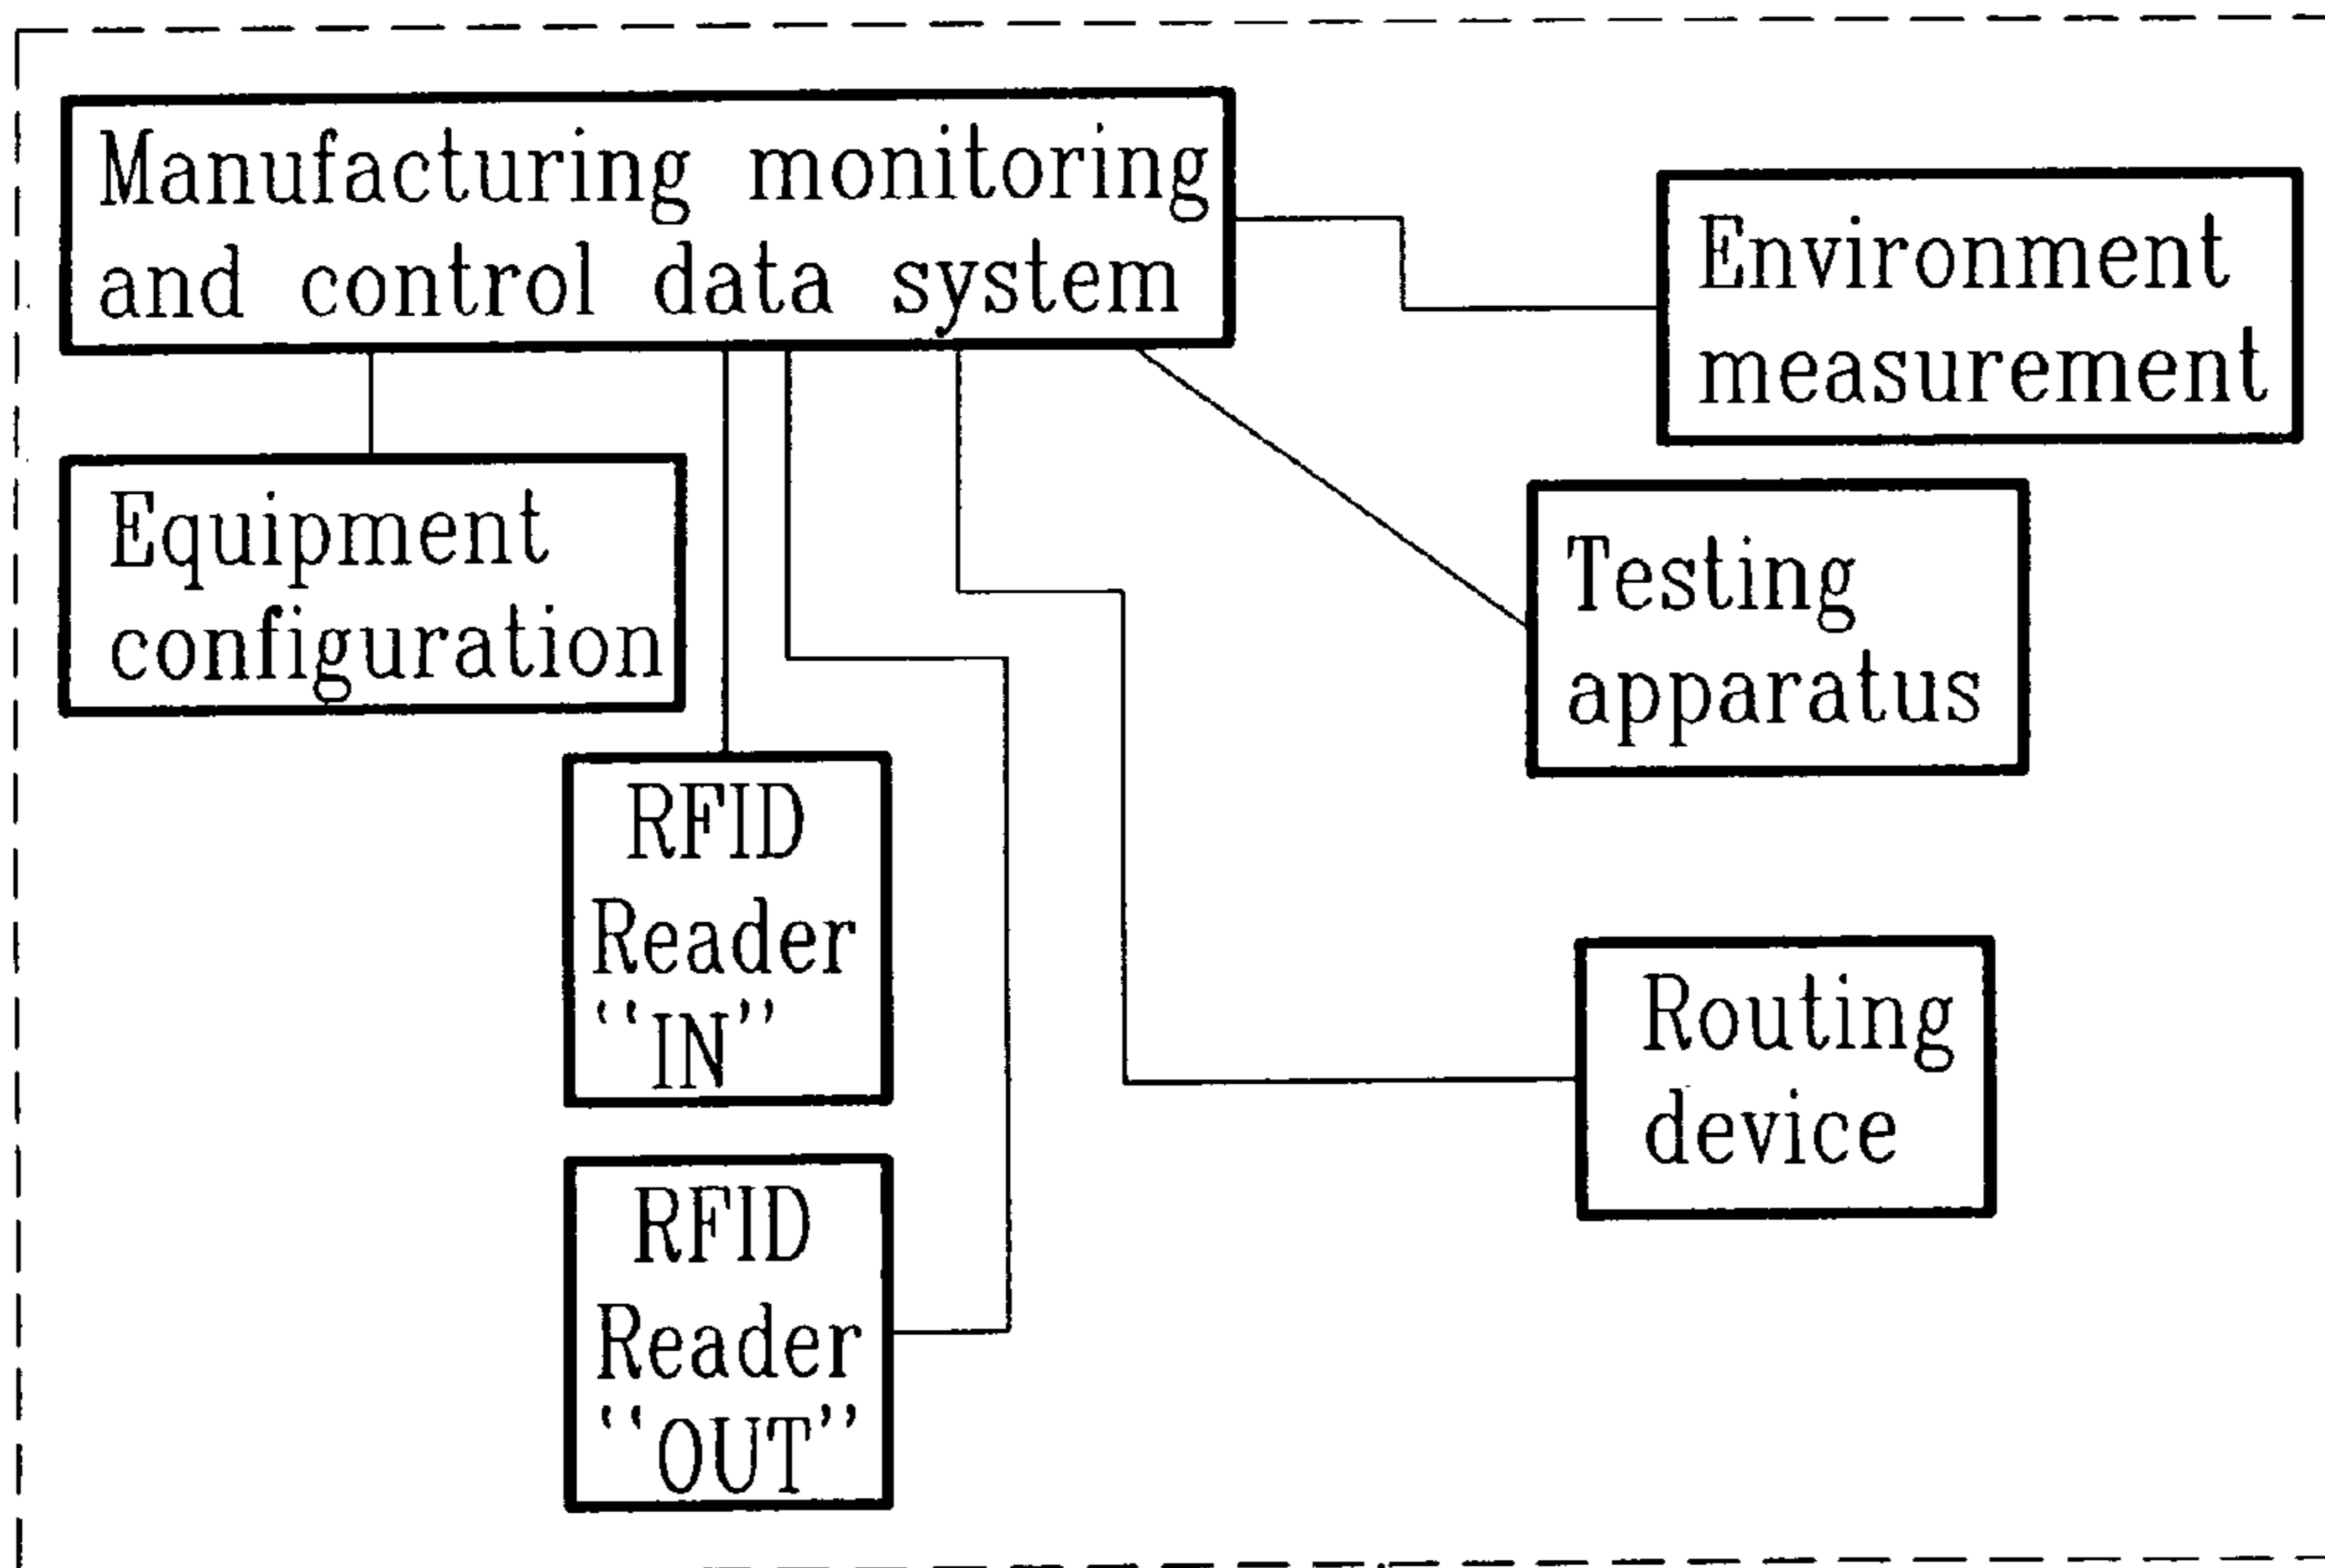 Manufacturing monitoring
and control data system
Environment
measurement
Equipment
configuration
Testing
apparatus
RFID
Reader
“IN”
Routing
device
RFID
Reader
“OUT”